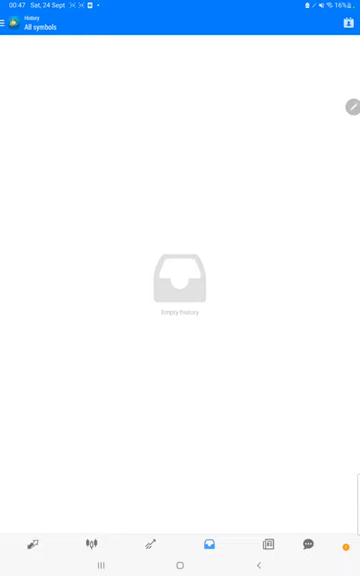 00:47 Sat, 24 Sept
16%
History
All symbols
Empty history